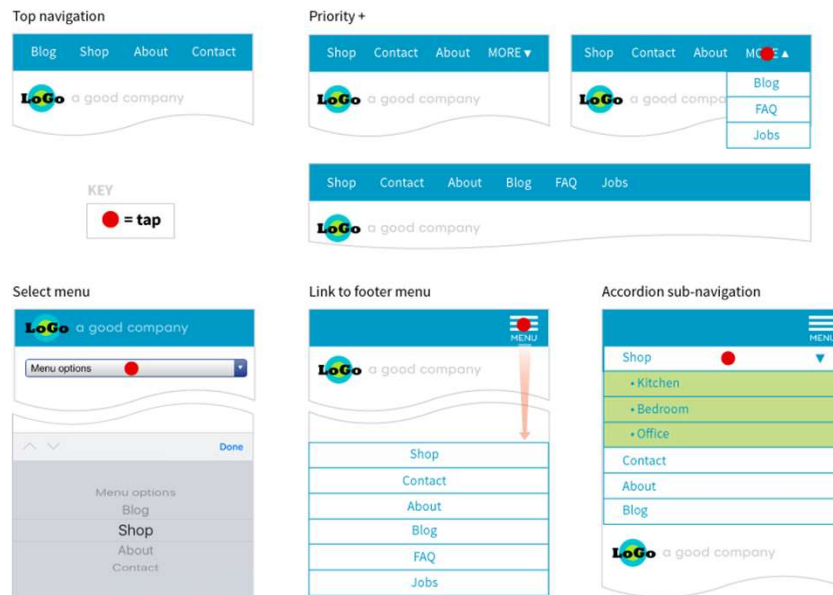 Top navigation
Blog Shop About Contact
LoGo a good company
KEY
= tap
Priority +
Shop Contact About MORE ▼
LoGo a good company
Shop Contact About MORE ▲
Blog
FAQ
Jobs
LoGo a good compa
Shop Contact About Blog FAQ Jobs
LoGo a good company
Select menu
LoGo a good company
Menu options
Done
Menu options
Blog
Shop
About
Contact
Link to footer menu
MENU
LoGo a good company
Shop
Contact
About
Blog
FAQ
Jobs
Accordion sub-navigation
MENU
Shop ▼
• Kitchen
• Bedroom
• Office
Contact
About
Blog
LoGo a good company